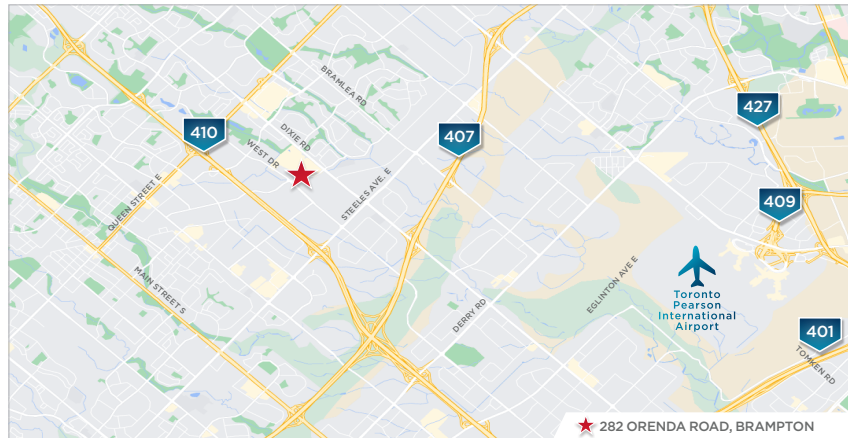 BRAMLEA RD
427
410
DIXIE RD
407
WEST DR
STEELES AVE. E
QUEEN STREET E
409
MAIN STREET S
EGLINTON AVE E
Toronto
Pearson
International
Airport
DERRY RD
401
TOMKEN RD
282 ORENDA ROAD, BRAMPTON